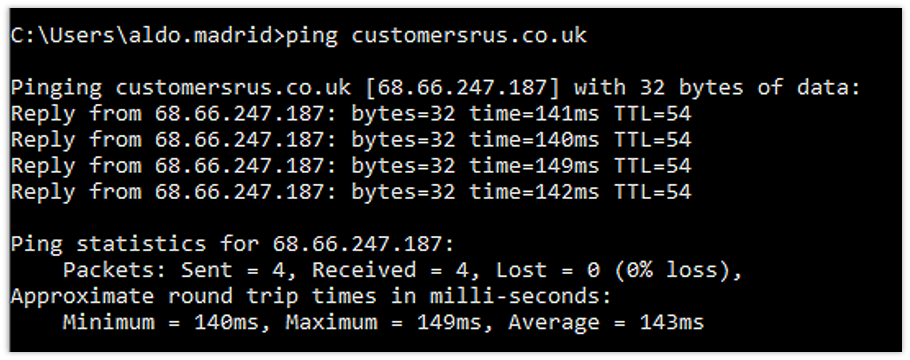 C:\Users\aldo.madrid>ping customersrus.co.uk
Pinging customersrus.co.uk [68.66.247.187] with 32 bytes of data:
Reply from 68.66.247.187: bytes=32 time=141ms TTL=54
Reply from 68.66.247.187: bytes=32 time=140ms TTL=54
Reply from 68.66.247.187: bytes=32 time=149ms TTL=54
Reply from 68.66.247.187: bytes=32 time=142ms TTL=54
Ping statistics for 68.66.247.187:
    Packets: Sent = 4, Received = 4, Lost = 0 (0% loss),
Approximate round trip times in milli-seconds:
    Minimum = 140ms, Maximum = 149ms, Average = 143ms